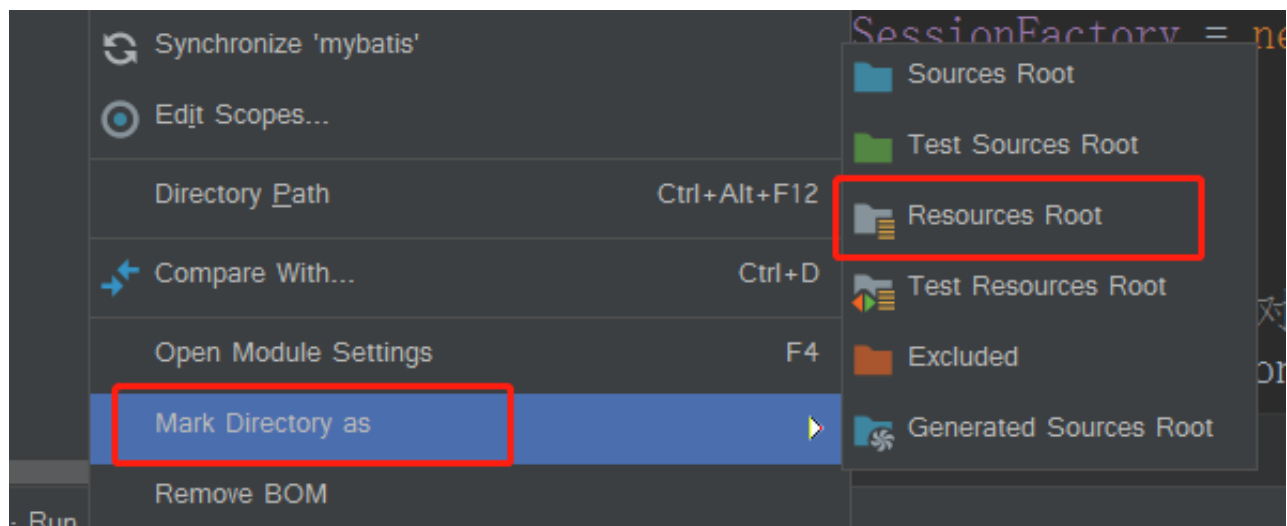 Synchronize 'mybatis'
Edit Scopes...
Directory Path Ctrl+Alt+F12
Compare With... Ctrl+D
Open Module Settings F4
Mark Directory as
Remove BOM
Run
SessionFactory = ne
Sources Root
Test Sources Root
Resources Root
Test Resources Root
Excluded
Generated Sources Root
对
on